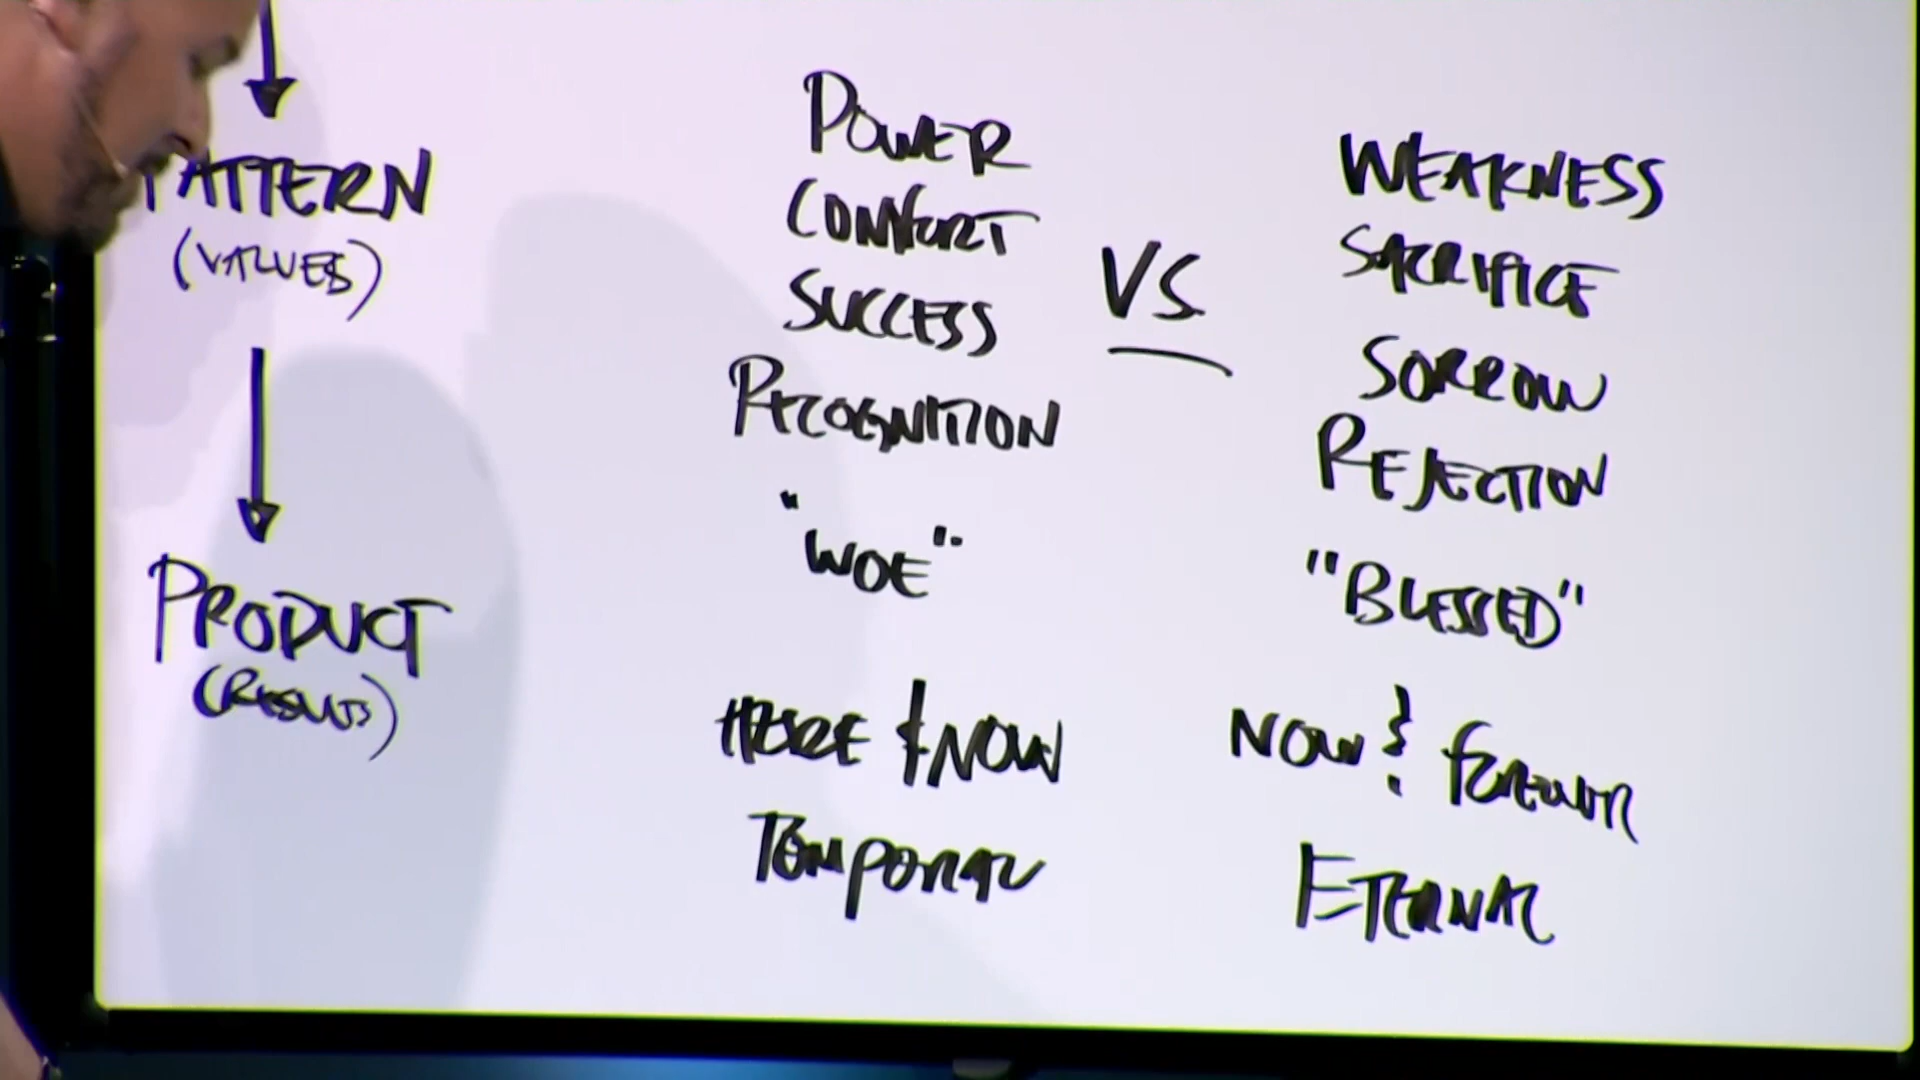 PATTERN
(VALUES)
PRODUCT
(RESULTS)
POWER
COMFORT
SUCCESS
RECOGNITION
"WOE"
HERE & NOW
TEMPORAL
VS
WEAKNESS
SACRIFICE
SORROW
REJECTION
"BLESSED"
NOW & FOREVER
ETERNAL